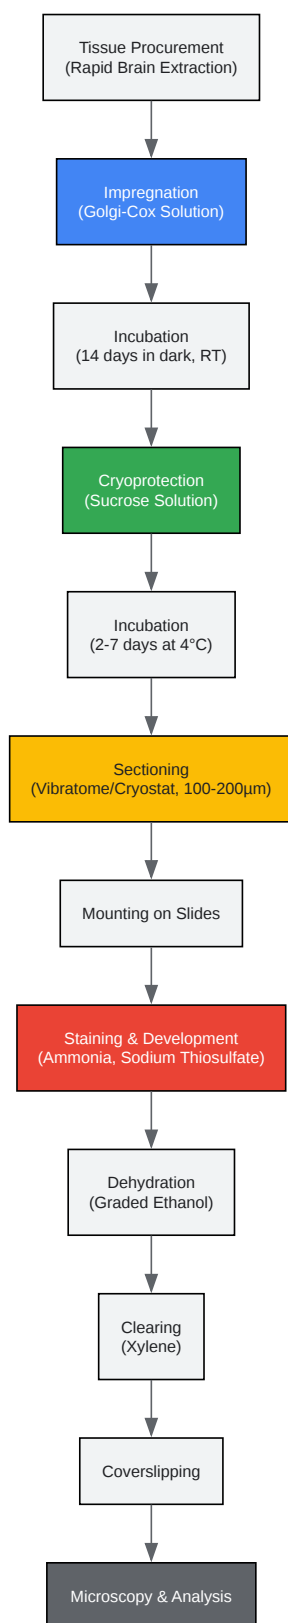 Tissue Procurement
(Rapid Brain Extraction)
Impregnation
(Golgi-Cox Solution)
Incubation
(14 days in dark, RT)
Cryoprotection
(Sucrose Solution)
Incubation
(2-7 days at 4°C)
Sectioning
(Vibratome/Cryostat, 100-200µm)
Mounting on Slides
Staining & Development
(Ammonia, Sodium Thiosulfate)
Dehydration
(Graded Ethanol)
Clearing
(Xylene)
Coverslipping
Microscopy & Analysis